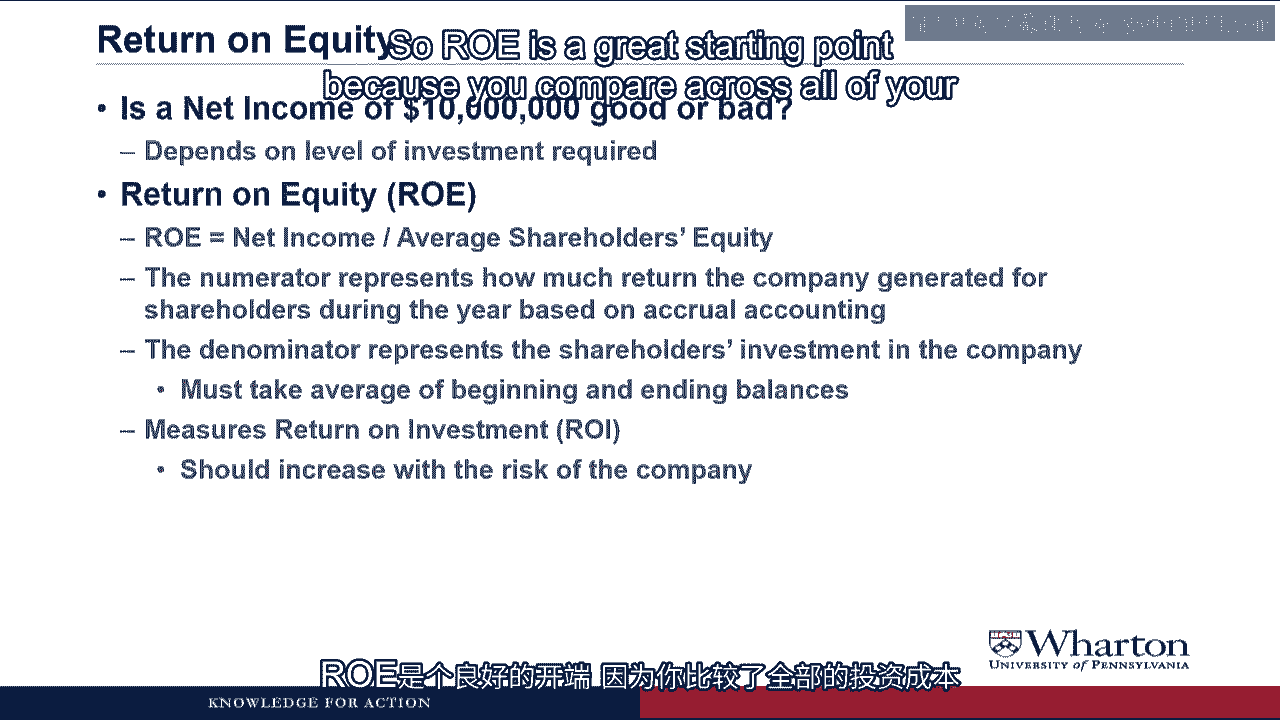 Return on Equity
So ROE is a great starting point
because you compare across all of your
• Is a Net Income of $10,000,000 good or bad?
– Depends on level of investment required
• Return on Equity (ROE)
– ROE = Net Income / Average Shareholders’ Equity
– The numerator represents how much return the company generated for
shareholders during the year based on accrual accounting
– The denominator represents the shareholders’ investment in the company
• Must take average of beginning and ending balances
– Measures Return on Investment (ROI)
• Should increase with the risk of the company
Wharton
UNIVERSITY of PENNSYLVANIA
ROE是个良好的开端 因为你比较了全部的投资成本
KNOWLEDGE FOR ACTION